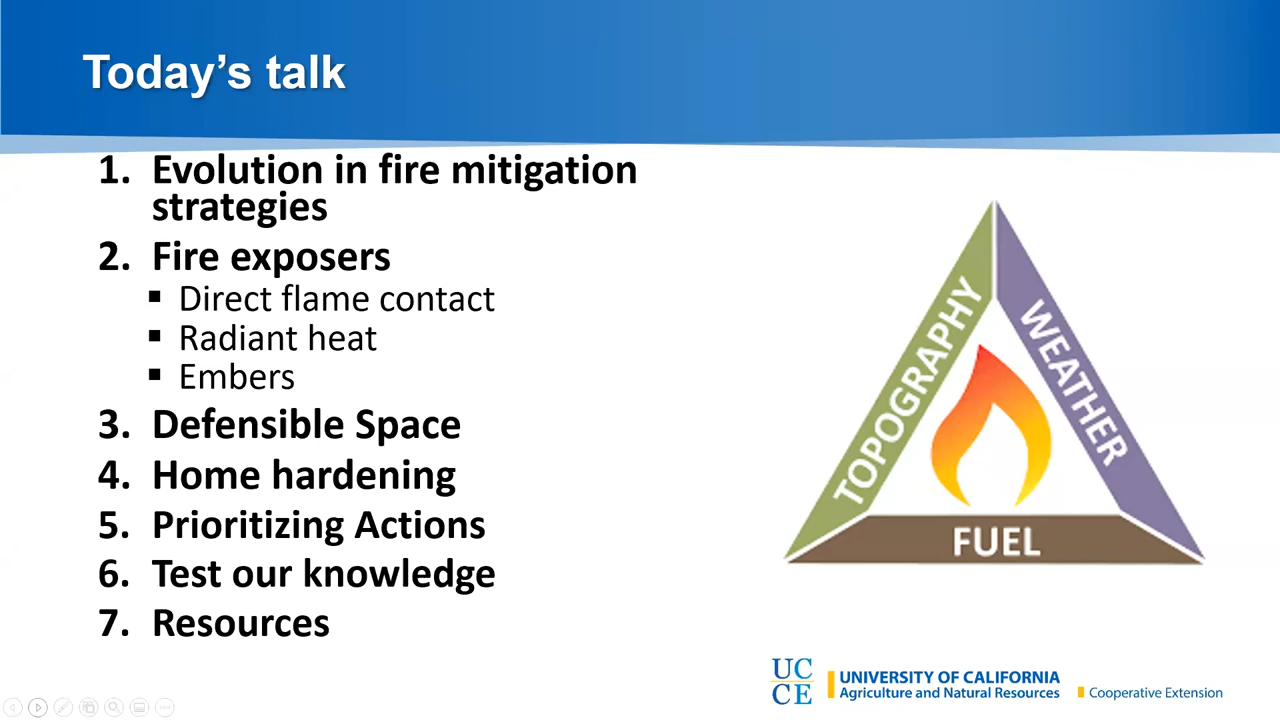 Today's talk
1. Evolution in fire mitigation
strategies
2. Fire exposers
▪ Direct flame contact
▪ Radiant heat
▪ Embers
3. Defensible Space
4. Home hardening
5. Prioritizing Actions
6. Test our knowledge
7. Resources
TOPOGRAPHY
WEATHER
FUEL
UC
CE
UNIVERSITY OF CALIFORNIA
Agriculture and Natural Resources
Cooperative Extension